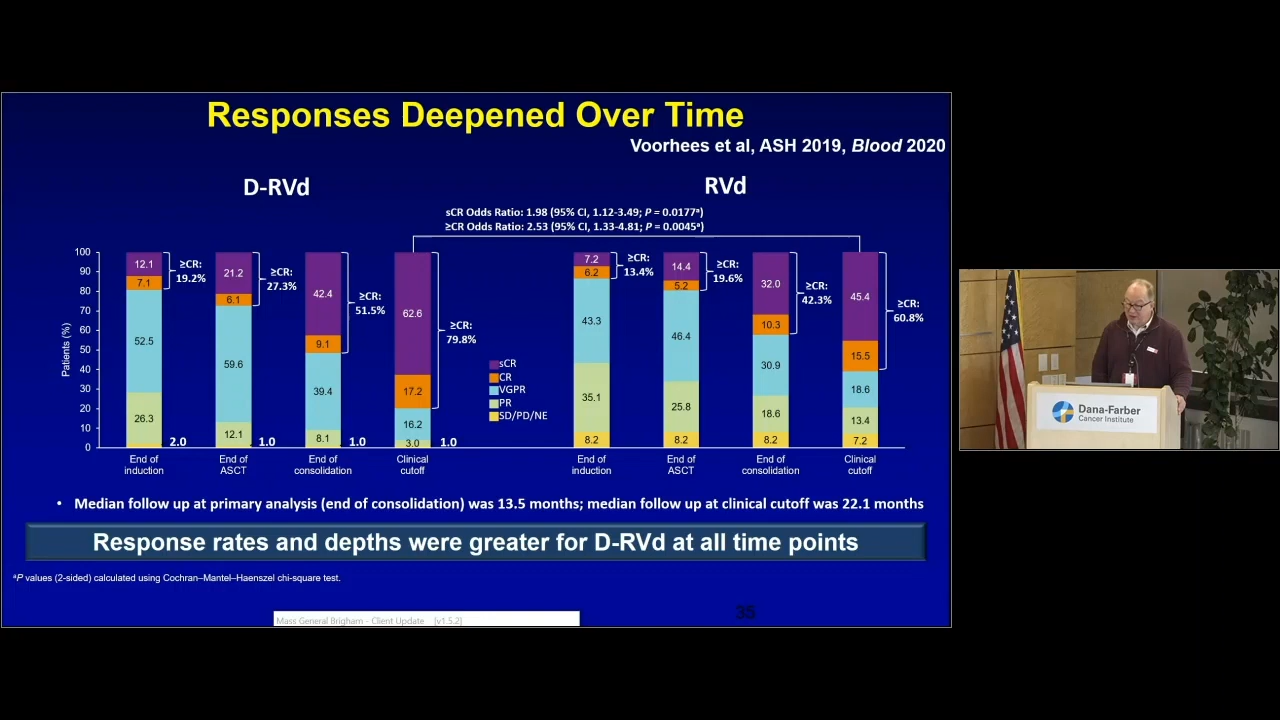 Responses Deepened Over Time
Voorhees et al, ASH 2019, Blood 2020
D-RVd
RVd
sCR Odds Ratio: 1.98 (95% CI, 1.12-3.49; P = 0.0177ᵃ)
≥CR Odds Ratio: 2.53 (95% CI, 1.33-4.81; P = 0.0045ᵃ)
Patients (%)
100
90
80
70
60
50
40
30
20
10
0
12.1
7.1
52.5
26.3
2.0
≥CR:
19.2%
End of
induction
21.2
6.1
59.6
12.1
1.0
≥CR:
27.3%
End of
ASCT
42.4
9.1
39.4
8.1
1.0
≥CR:
51.5%
End of
consolidation
62.6
17.2
16.2
3.0
1.0
≥CR:
79.8%
Clinical
cutoff
sCR
CR
VGPR
PR
SD/PD/NE
7.2
6.2
43.3
35.1
8.2
≥CR:
13.4%
End of
induction
14.4
5.2
46.4
25.8
8.2
≥CR:
19.6%
End of
ASCT
32.0
10.3
30.9
18.6
8.2
≥CR:
42.3%
End of
consolidation
45.4
15.5
18.6
13.4
7.2
≥CR:
60.8%
Clinical
cutoff
• Median follow up at primary analysis (end of consolidation) was 13.5 months; median follow up at clinical cutoff was 22.1 months
Response rates and depths were greater for D-RVd at all time points
ᵃP values (2-sided) calculated using Cochran–Mantel–Haenszel chi-square test.
Mass General Brigham - Client Update [v1.5.2]
35
Dana-Farber
Cancer Institute